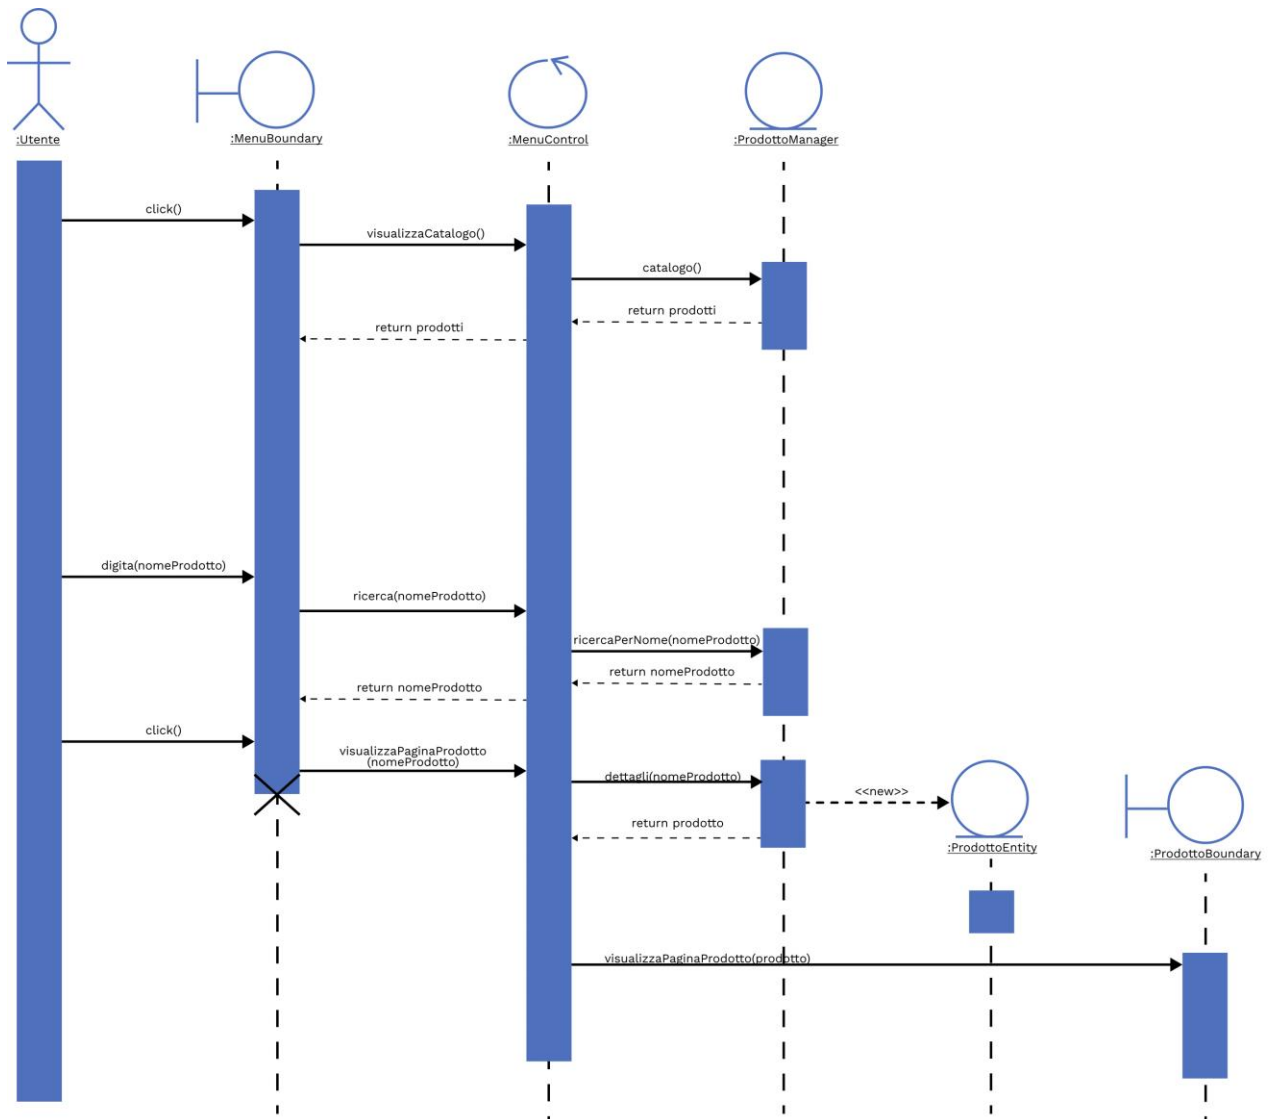 :Utente
:MenuBoundary
:MenuControl
:ProdottoManager
click()
visualizzaCatalogo()
catalogo()
return prodotti
return prodotti
digita(nomeProdotto)
ricerca(nomeProdotto)
ricercaPerNome(nomeProdotto)
return nomeProdotto
return nomeProdotto
click()
visualizzaPaginaProdotto
(nomeProdotto)
dettagli(nomeProdotto)
<<new>>
return prodotto
:ProdottoEntity
:ProdottoBoundary
visualizzaPaginaProdotto(prodotto)